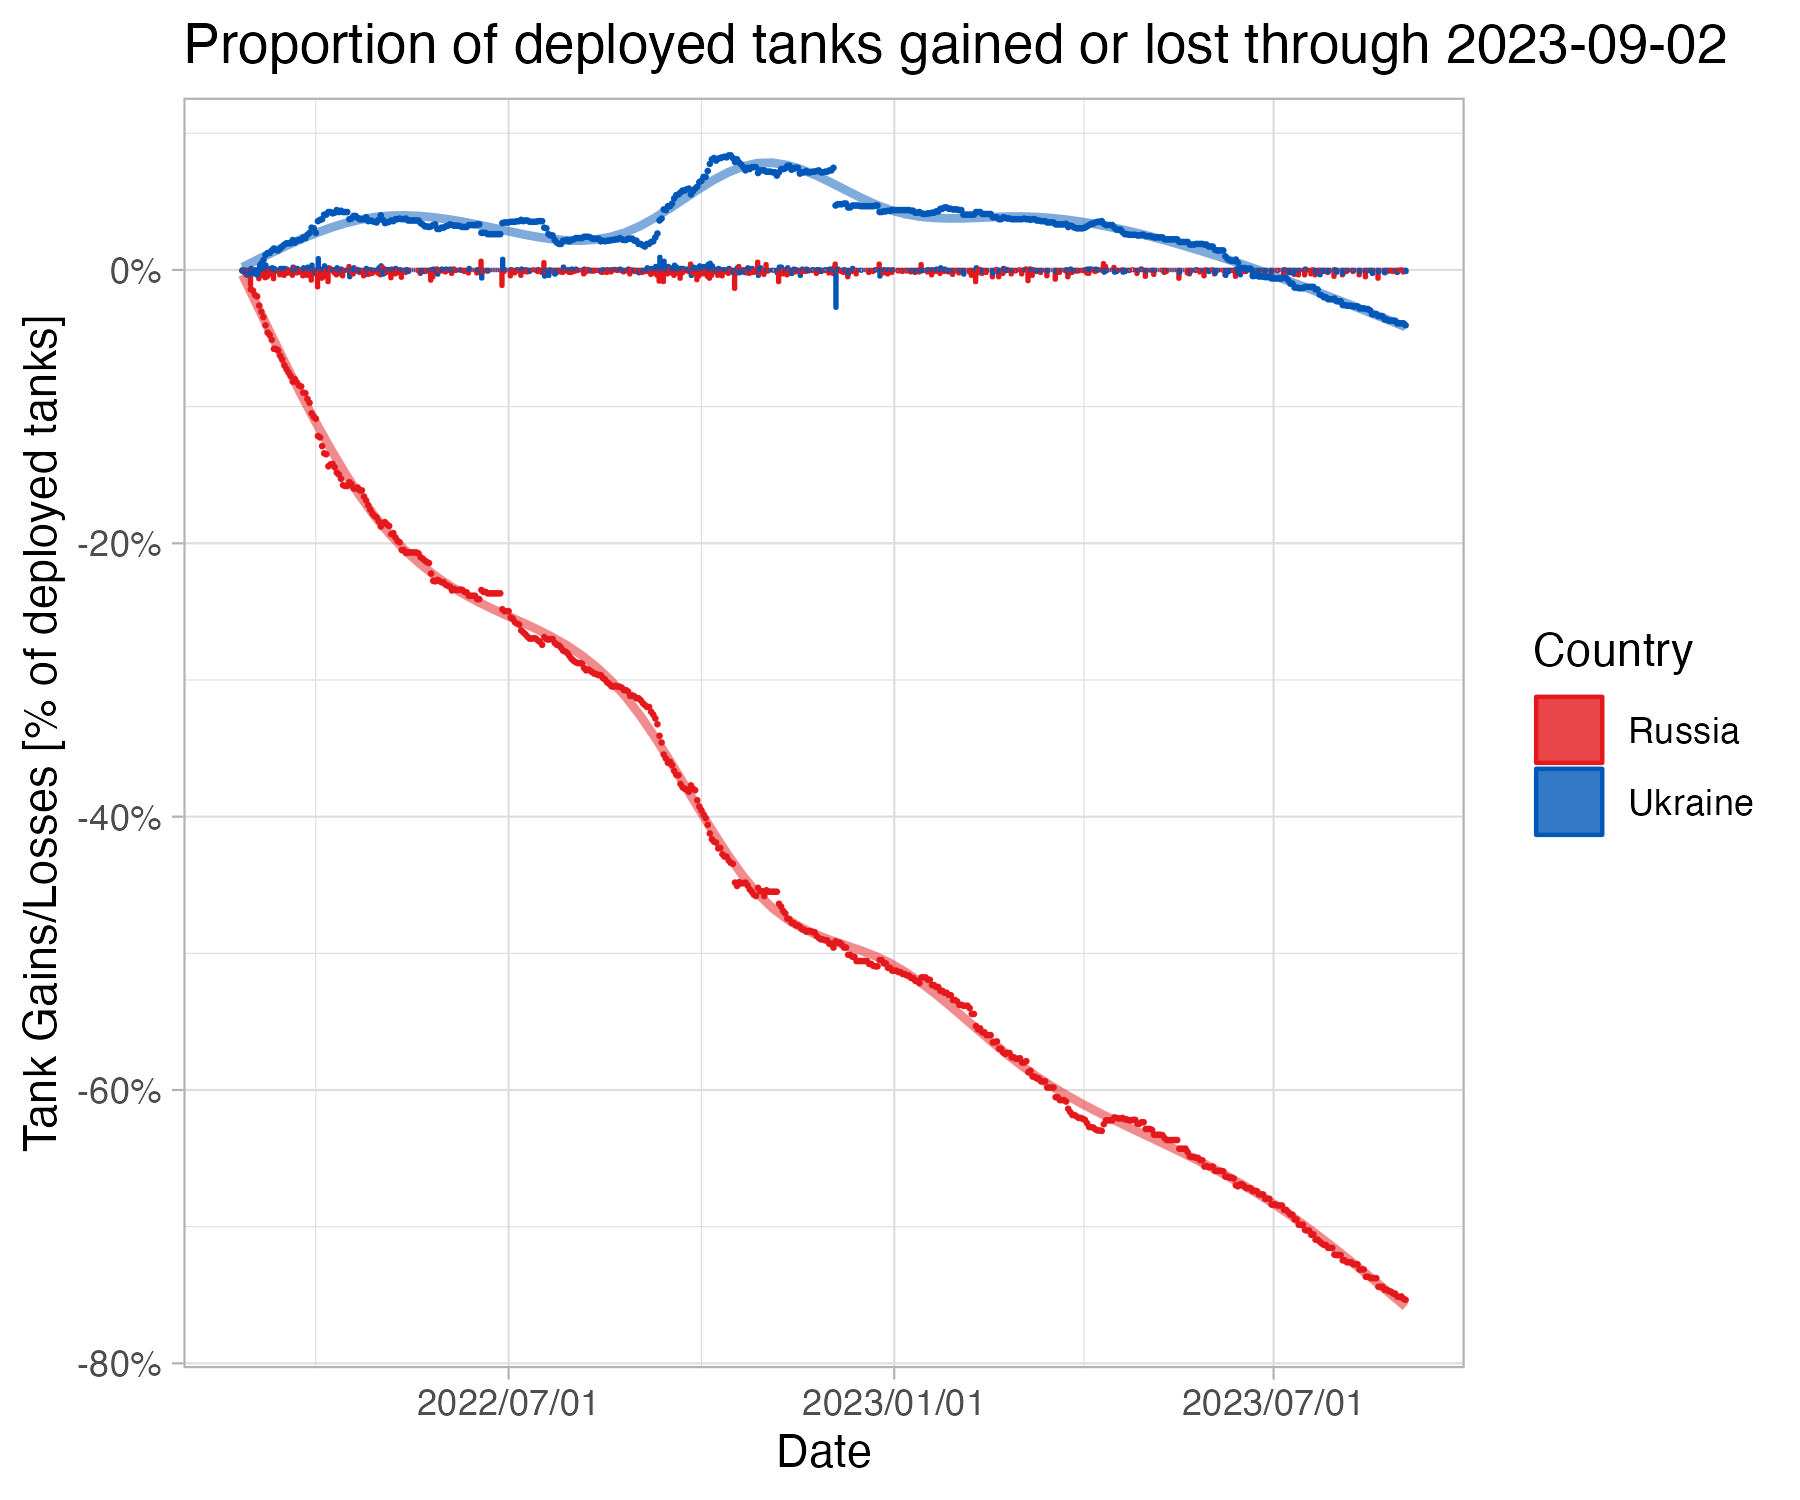 Proportion of deployed tanks gained or lost through 2023-09-02
Tank Gains/Losses [% of deployed tanks]
0%
-20%
-40%
-60%
-80%
2022/07/01
2023/01/01
2023/07/01
Date
Country
Russia
Ukraine